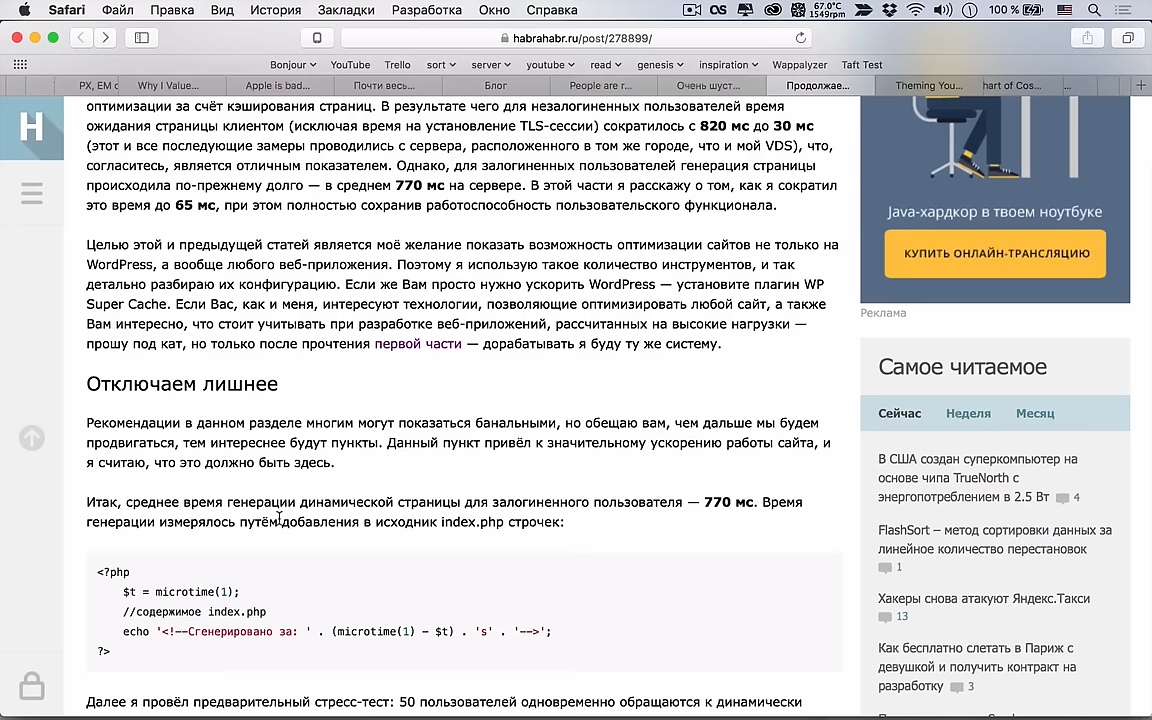 Safari Файл Правка Вид История Закладки Разработка Окно Справка
OS 67.0°C 1549rpm 100 %
habrahabr.ru/post/278899/
Bonjour YouTube Trello sort server youtube read genesis inspiration Wappalyzer Taft Test
PX, EM с Why I Value... Apple is bad... Почти весь... Блог People are r... Очень шуст... Продолжае... Theming You... hart of Cos... ...
H
оптимизации за счёт кэширования страниц. В результате чего для незалогиненных пользователей время
ожидания страницы клиентом (исключая время на установление TLS-сессии) сократилось с 820 мс до 30 мс
(этот и все последующие замеры проводились с сервера, расположенного в том же городе, что и мой VDS), что,
согласитесь, является отличным показателем. Однако, для залогиненных пользователей генерация страницы
происходила по-прежнему долго — в среднем 770 мс на сервере. В этой части я расскажу о том, как я сократил
это время до 65 мс, при этом полностью сохранив работоспособность пользовательского функционала.
Целью этой и предыдущей статей является моё желание показать возможность оптимизации сайтов не только на
WordPress, а вообще любого веб-приложения. Поэтому я использую такое количество инструментов, и так
детально разбираю их конфигурацию. Если же Вам просто нужно ускорить WordPress — установите плагин WP
Super Cache. Если Вас, как и меня, интересуют технологии, позволяющие оптимизировать любой сайт, а также
Вам интересно, что стоит учитывать при разработке веб-приложений, рассчитанных на высокие нагрузки —
прошу под кат, но только после прочтения первой части — дорабатывать я буду ту же систему.
Отключаем лишнее
Рекомендации в данном разделе многим могут показаться банальными, но обещаю вам, чем дальше мы будем
продвигаться, тем интереснее будут пункты. Данный пункт привёл к значительному ускорению работы сайта, и
я считаю, что это должно быть здесь.
Итак, среднее время генерации динамической страницы для залогиненного пользователя — 770 мс. Время
генерации измерялось путём добавления в исходник index.php строчек:
<?php
$t = microtime(1);
//содержимое index.php
echo '<!--Сгенерировано за: ' . (microtime(1) - $t) . 's' . '-->';
?>
Далее я провёл предварительный стресс-тест: 50 пользователей одновременно обращаются к динамически
Java-хардкор в твоем ноутбуке
КУПИТЬ ОНЛАЙН-ТРАНСЛЯЦИЮ
Реклама
Самое читаемое
Сейчас Неделя Месяц
В США создан суперкомпьютер на
основе чипа TrueNorth с
энергопотреблением в 2.5 Вт 4
FlashSort – метод сортировки данных за
линейное количество перестановок
1
Хакеры снова атакуют Яндекс.Такси
13
Как бесплатно слетать в Париж с
девушкой и получить контракт на
разработку 3